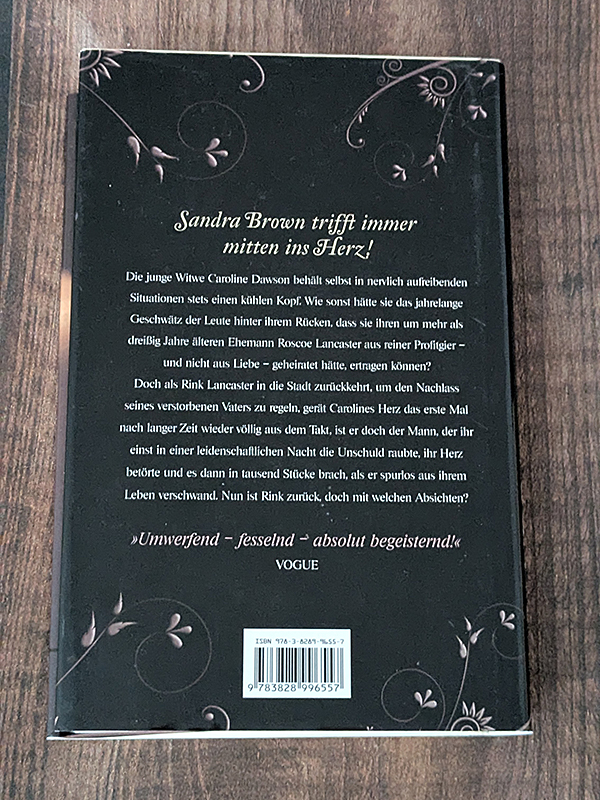 Sandra Brown trifft immer
mitten ins Herz!
Die junge Witwe Caroline Dawson behält selbst in nervlich aufreibenden
Situationen stets einen kühlen Kopf. Wie sonst hätte sie das jahrelange
Geschwätz der Leute hinter ihrem Rücken, dass sie ihren um mehr als
dreißig Jahre älteren Ehemann Roscoe Lancaster aus reiner Profitgier –
und nicht aus Liebe – geheiratet hätte, ertragen können?
Doch als Rink Lancaster in die Stadt zurückkehrt, um den Nachlass
seines verstorbenen Vaters zu regeln, gerät Carolines Herz das erste Mal
nach langer Zeit wieder völlig aus dem Takt, ist er doch der Mann, der ihr
einst in einer leidenschaftlichen Nacht die Unschuld raubte, ihr Herz
betörte und es dann in tausend Stücke brach, als er spurlos aus ihrem
Leben verschwand. Nun ist Rink zurück, doch mit welchen Absichten?
»Umwerfend – fesselnd – absolut begeisternd!«
VOGUE
ISBN 978-3-8289-9655-7
9 783828 996557